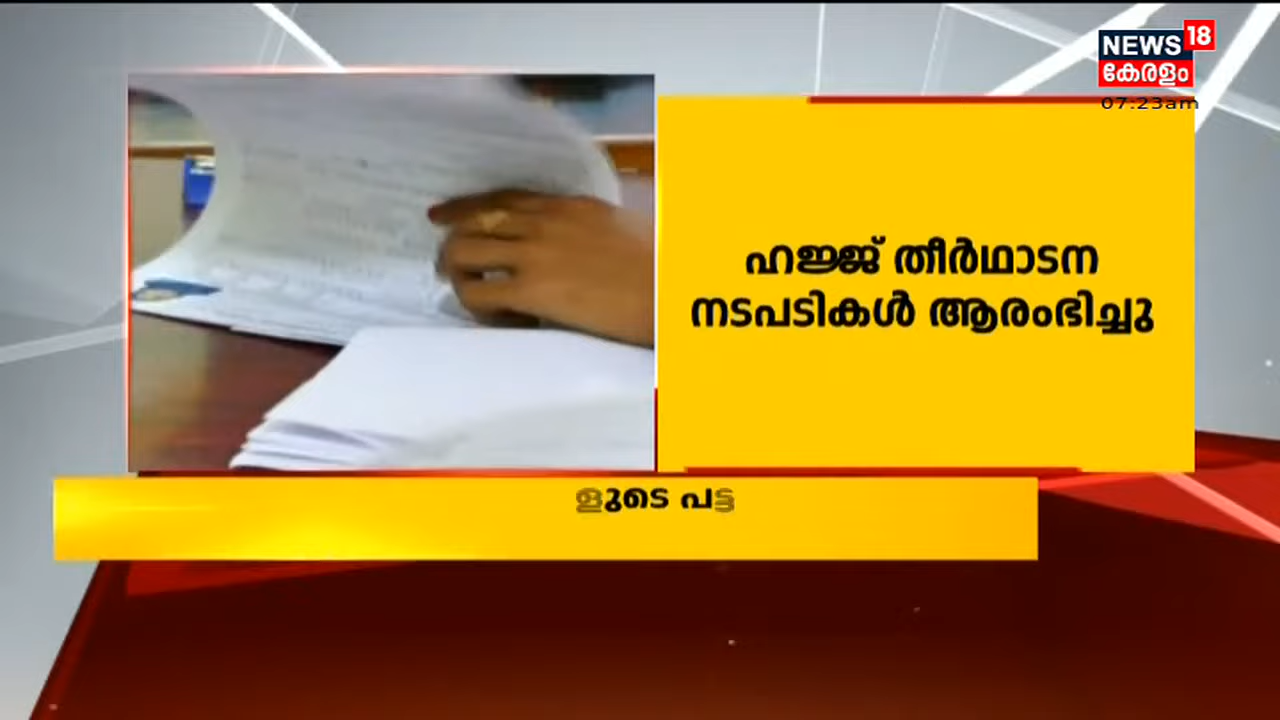 NEWS 18
കേരളം
07:23am
ഹജ്ജ് തീർഥാടന
നടപടികൾ ആരംഭിച്ചു
ളുടെ പട്ട